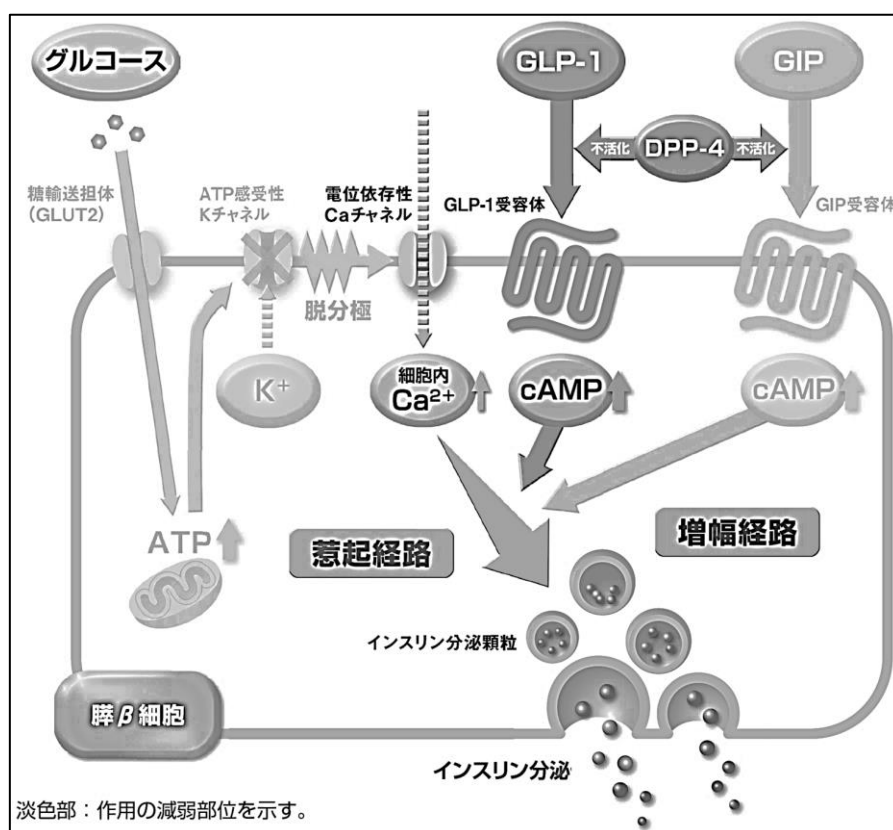 グルコース
GLP-1
GIP
不活化
DPP-4
不活化
糖輸送担体
(GLUT2)
ATP感受性
Kチャネル
電位依存性
Caチャネル
GLP-1受容体
GIP受容体
脱分極
K+
細胞内
Ca2+
cAMP
cAMP
ATP
惹起経路
増幅経路
インスリン分泌顆粒
膵β細胞
インスリン分泌
淡色部：作用の減弱部位を示す。